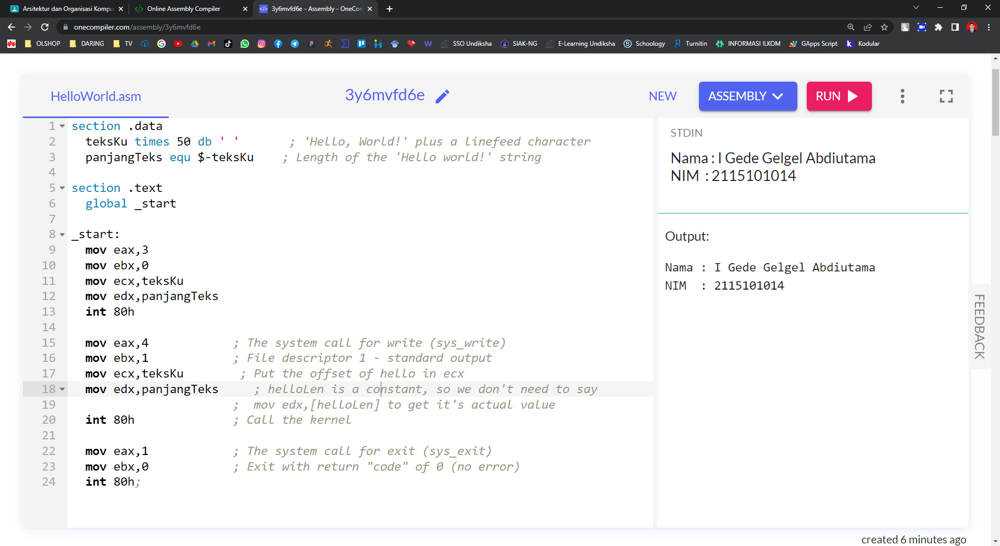 Arsitektur dan Organisasi Kompu
Online Assembly Compiler
3y6mvfd6e - Assembly - OneCom
onecompiler.com/assembly/3y6mvfd6e
OLSHOP DARING TV SSO Undiksha SIAK-NG E-Learning Undiksha Schoology Turnitin INFORMASI ILKOM GApps Script Kodular
HelloWorld.asm
3y6mvfd6e
NEW
ASSEMBLY
RUN
1 section .data
2 teksKu times 50 db ' ' ; 'Hello, World!' plus a linefeed character
3 panjangTeks equ $-teksKu ; Length of the 'Hello world!' string
4
5 section .text
6 global _start
7
8 _start:
9 mov eax,3
10 mov ebx,0
11 mov ecx,teksKu
12 mov edx,panjangTeks
13 int 80h
14
15 mov eax,4 ; The system call for write (sys_write)
16 mov ebx,1 ; File descriptor 1 - standard output
17 mov ecx,teksKu ; Put the offset of hello in ecx
18 mov edx,panjangTeks ; helloLen is a constant, so we don't need to say
19 ; mov edx,[helloLen] to get it's actual value
20 int 80h ; Call the kernel
21
22 mov eax,1 ; The system call for exit (sys_exit)
23 mov ebx,0 ; Exit with return "code" of 0 (no error)
24 int 80h;
STDIN
Nama : I Gede Gelgel Abdiutama
NIM : 2115101014
Output:
Nama : I Gede Gelgel Abdiutama
NIM : 2115101014
FEEDBACK
created 6 minutes ago